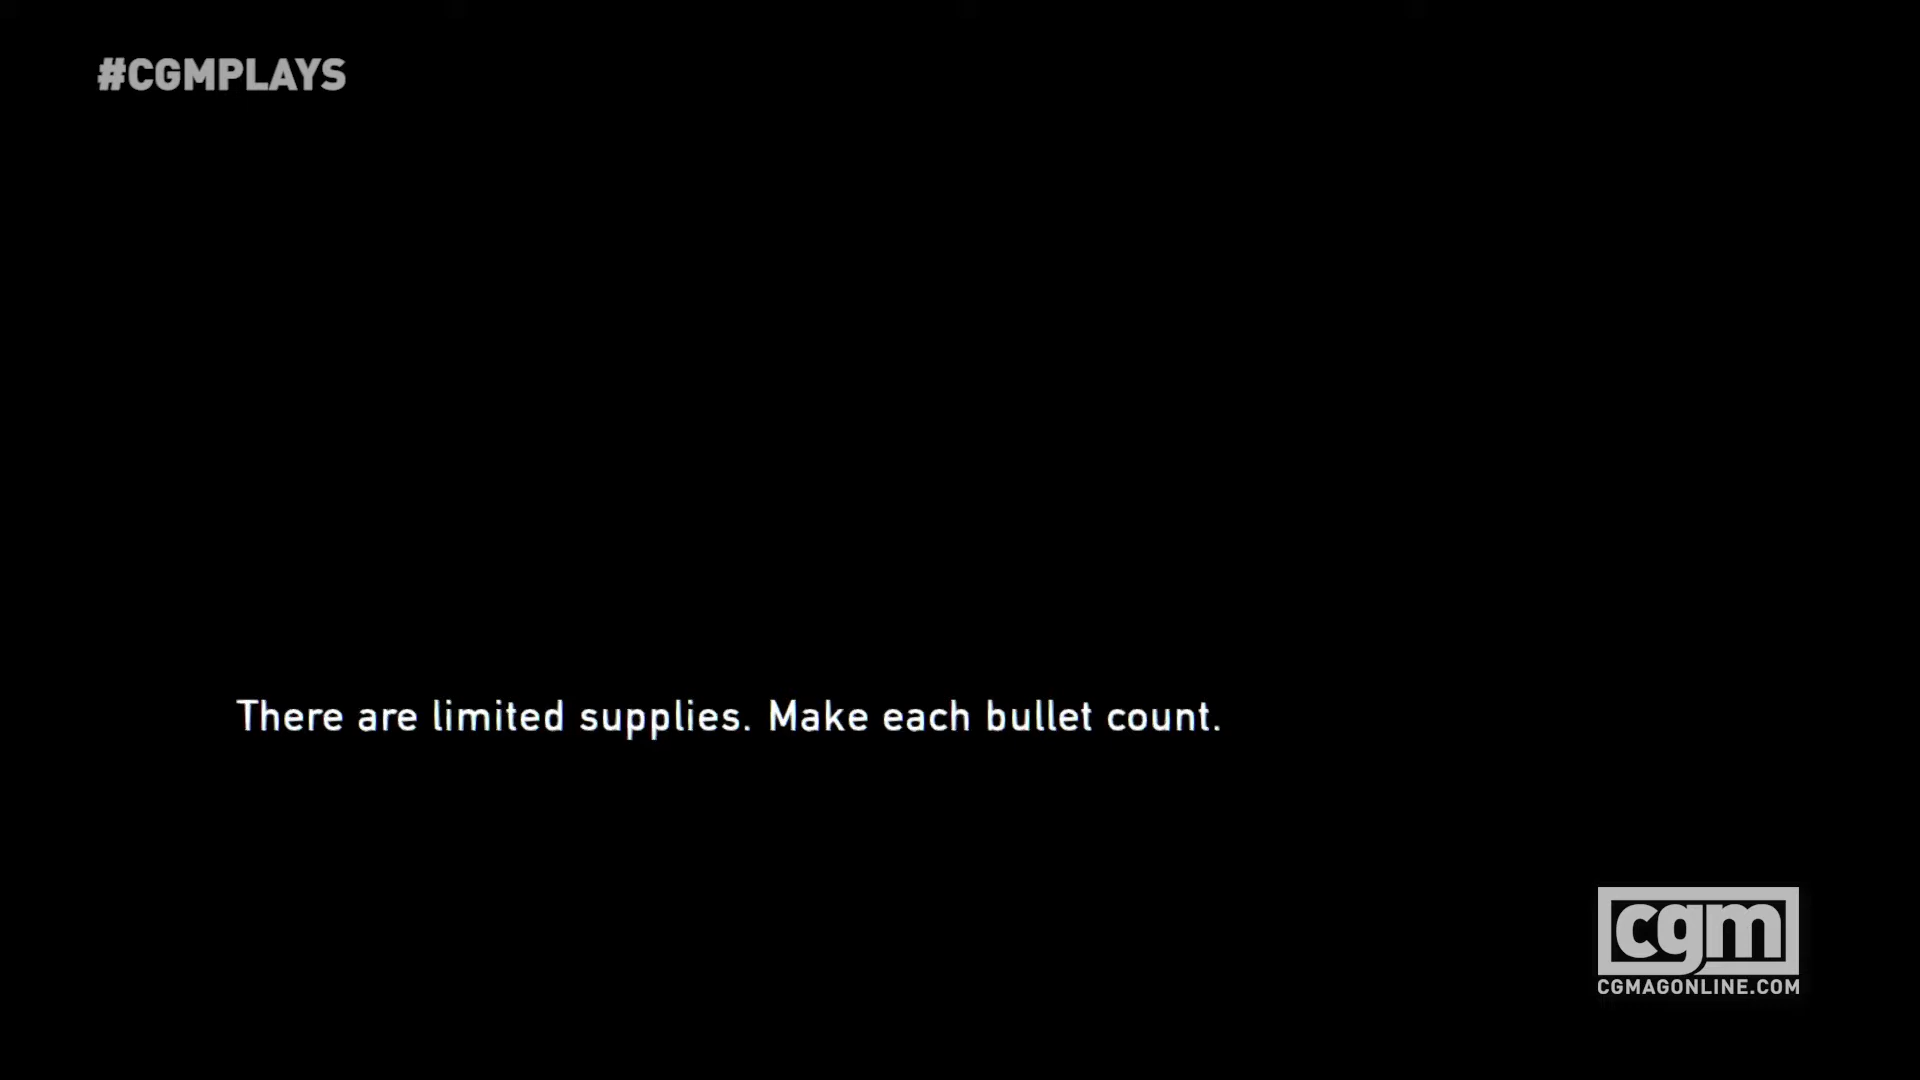 #CGMPLAYS
There are limited supplies. Make each bullet count.
cgm
CGMAGONLINE.COM